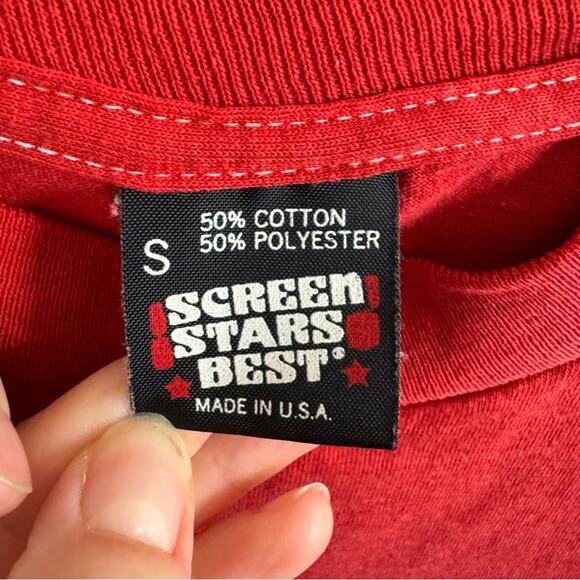 S
50% COTTON
50% POLYESTER
SCREEN
STARS
BEST®
MADE IN U.S.A.